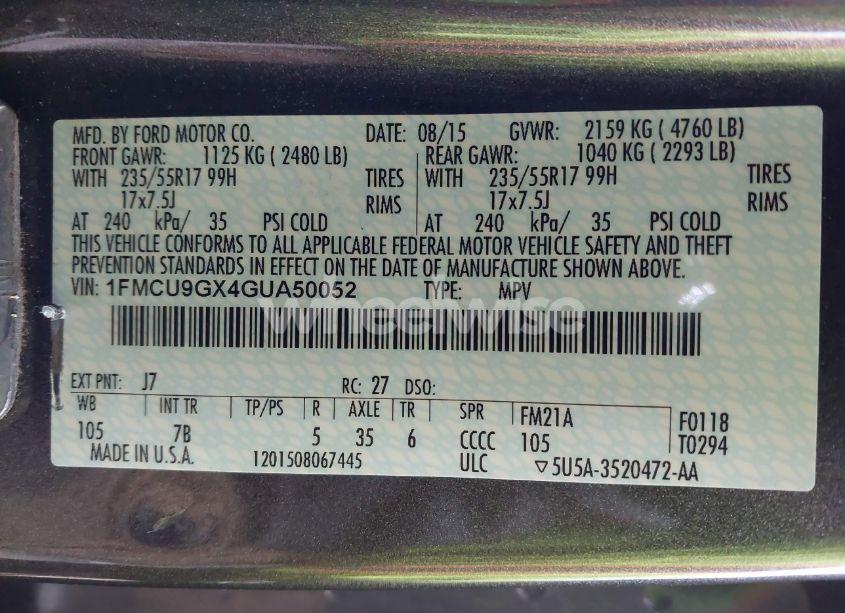 MFD. BY FORD MOTOR CO. DATE: 08/15 GVWR: 2159 KG ( 4760 LB)
FRONT GAWR: 1125 KG ( 2480 LB) REAR GAWR: 1040 KG ( 2293 LB)
WITH 235/55R17 99H TIRES WITH 235/55R17 99H TIRES
17x7.5J RIMS 17x7.5J RIMS
AT 240 kPa/ 35 PSI COLD AT 240 kPa/ 35 PSI COLD
THIS VEHICLE CONFORMS TO ALL APPLICABLE FEDERAL MOTOR VEHICLE SAFETY AND THEFT
PREVENTION STANDARDS IN EFFECT ON THE DATE OF MANUFACTURE SHOWN ABOVE.
VIN: 1FMCU9GX4GUA50052 TYPE: MPV
wheelwise
EXT PNT: J7 RC: 27 DSO:
WB INT TR TP/PS R AXLE TR SPR FM21A F0118
105 7B 5 35 6 CCCC 105 T0294
MADE IN U.S.A. 1201508067445 ULC ▽5U5A-3520472-AA